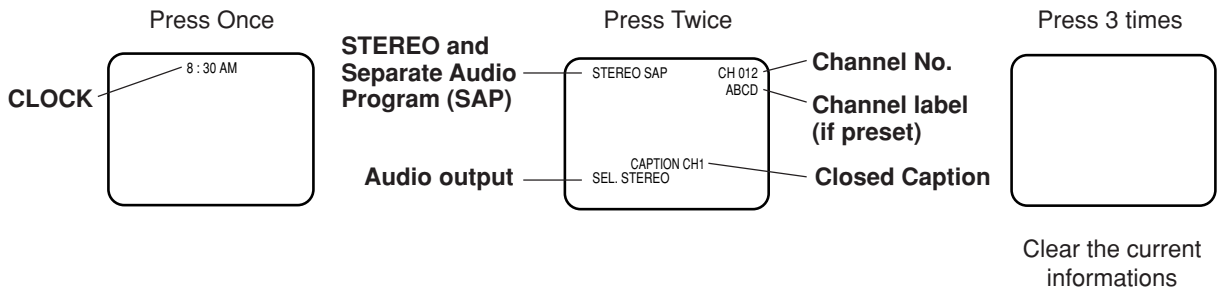 Press Once
8 : 30 AM
CLOCK
Press Twice
STEREO and
Separate Audio
Program (SAP)
STEREO SAP
CH 012
ABCD
Channel No.
Channel label
(if preset)
CAPTION CH1
SEL. STEREO
Audio output
Closed Caption
Press 3 times
Clear the current
informations